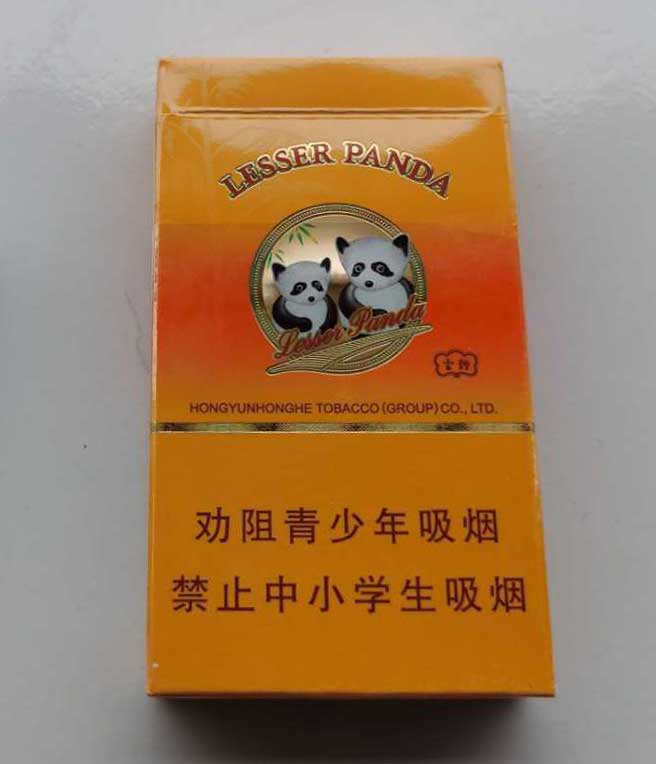 LESSER PANDA
Lesser Panda
HONGYUNHONGHE TOBACCO (GROUP) CO., LTD.
劝阻青少年吸烟
禁止中小学生吸烟